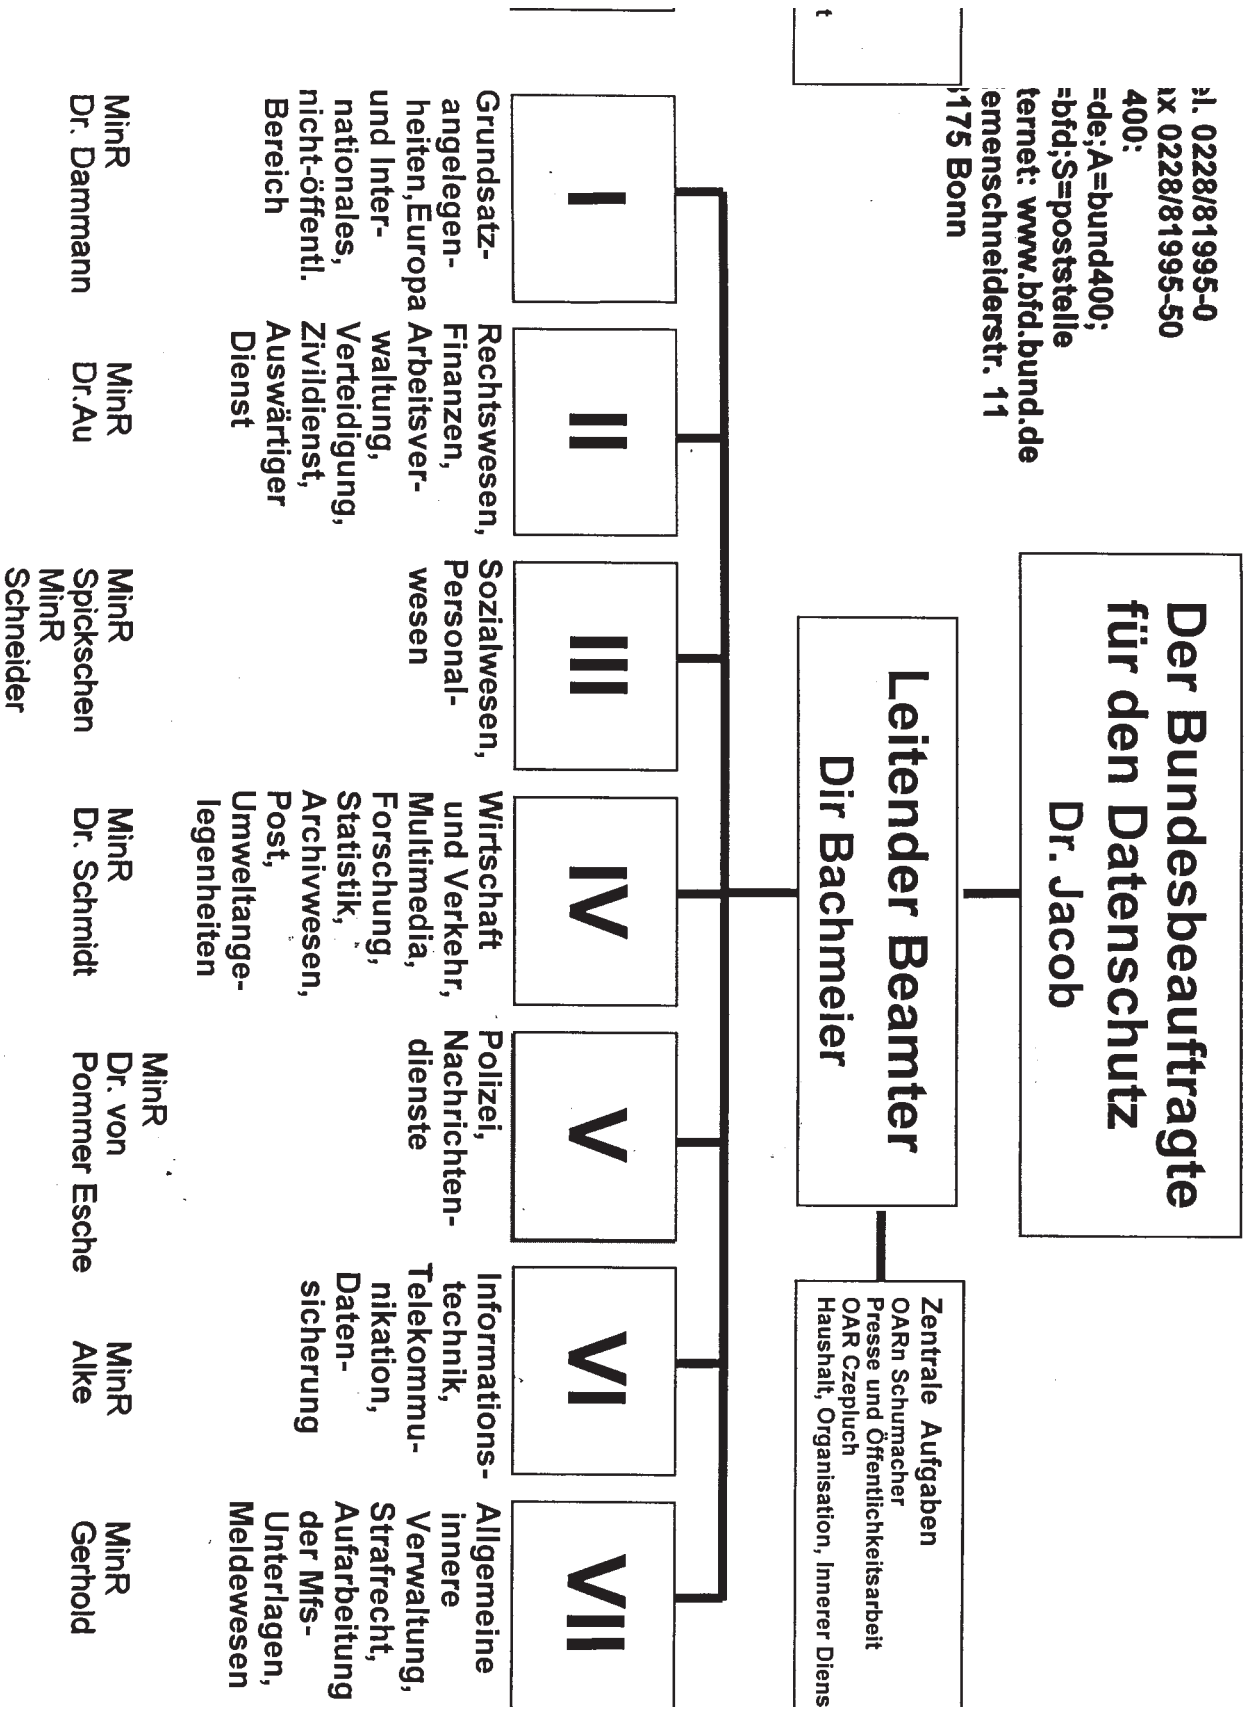 Der Bundesbeauftragte
für den Datenschutz
Dr. Jacob
el. 0228/81995-0
ax 0228/81995-50
400:
=de;A=bund400;
=bfd;S=poststelle
ternet: www.bfd.bund.de
emenschneiderstr. 11
175 Bonn
Leitender Beamter
Dir Bachmeier
Zentrale Aufgaben
OARn Schumacher
Presse und Öffentlichkeitsarbeit
OAR Czepluch
Haushalt, Organisation, Innerer Diens
t
I
Grundsatz-
angelegen-
heiten,Europa
und Inter-
nationales,
nicht-öffentl.
Bereich
MinR
Dr. Dammann
II
Rechtswesen,
Finanzen,
Arbeitsver-
waltung,
Verteidigung,
Zivildienst,
Auswärtiger
Dienst
MinR
Dr.Au
III
Sozialwesen,
Personal-
wesen
MinR
Spickschen
MinR
Schneider
IV
Wirtschaft
und Verkehr,
Multimedia,
Forschung,
Statistik,
Archivwesen,
Post,
Umweltange-
legenheiten
MinR
Dr. Schmidt
V
Polizei,
Nachrichten-
dienste
MinR
Dr. von
Pommer Esche
VI
Informations-
technik,
Telekommu-
nikation,
Daten-
sicherung
MinR
Alke
VII
Allgemeine
innere
Verwaltung,
Strafrecht,
Aufarbeitung
der Mfs-
Unterlagen,
Meldewesen
MinR
Gerhold